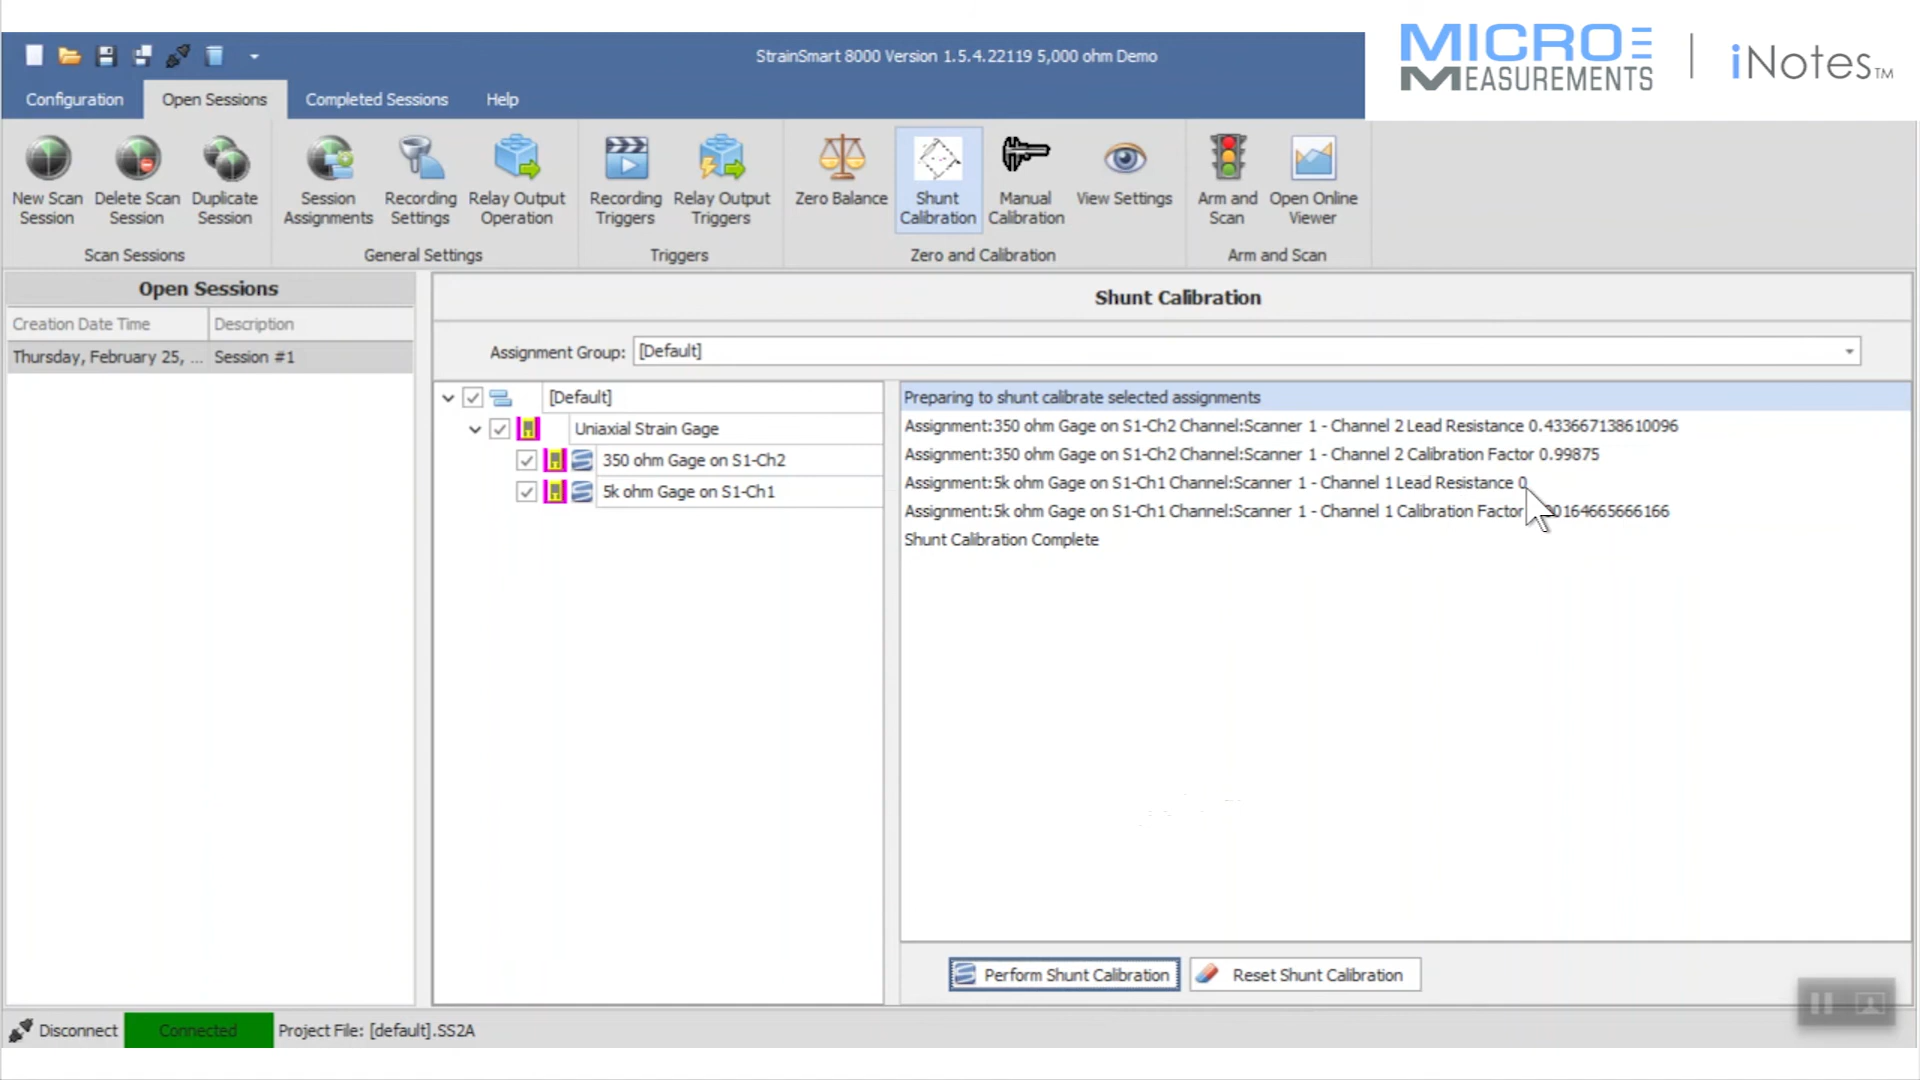 MICRO MEASUREMENTS | iNotes™
StrainSmart 8000 Version 1.5.4.22119 5,000 ohm Demo
Configuration Open Sessions Completed Sessions Help
New Scan Session
Delete Scan Session
Duplicate Session
Session Assignments
Recording Settings
Relay Output Operation
Recording Triggers
Relay Output Triggers
Zero Balance
Shunt Calibration
Manual Calibration
View Settings
Arm and Scan
Open Online Viewer
Scan Sessions General Settings Triggers Zero and Calibration Arm and Scan
Open Sessions
Creation Date Time Description
Thursday, February 25, ... Session #1
Shunt Calibration
Assignment Group: [Default]
[Default]
Uniaxial Strain Gage
350 ohm Gage on S1-Ch2
5k ohm Gage on S1-Ch1
Preparing to shunt calibrate selected assignments
Assignment:350 ohm Gage on S1-Ch2 Channel:Scanner 1 - Channel 2 Lead Resistance 0.433667138610096
Assignment:350 ohm Gage on S1-Ch2 Channel:Scanner 1 - Channel 2 Calibration Factor 0.99875
Assignment:5k ohm Gage on S1-Ch1 Channel:Scanner 1 - Channel 1 Lead Resistance 0
Assignment:5k ohm Gage on S1-Ch1 Channel:Scanner 1 - Channel 1 Calibration Factor
Shunt Calibration Complete
Perform Shunt Calibration Reset Shunt Calibration
Disconnect Connected Project File: [default].SS2A